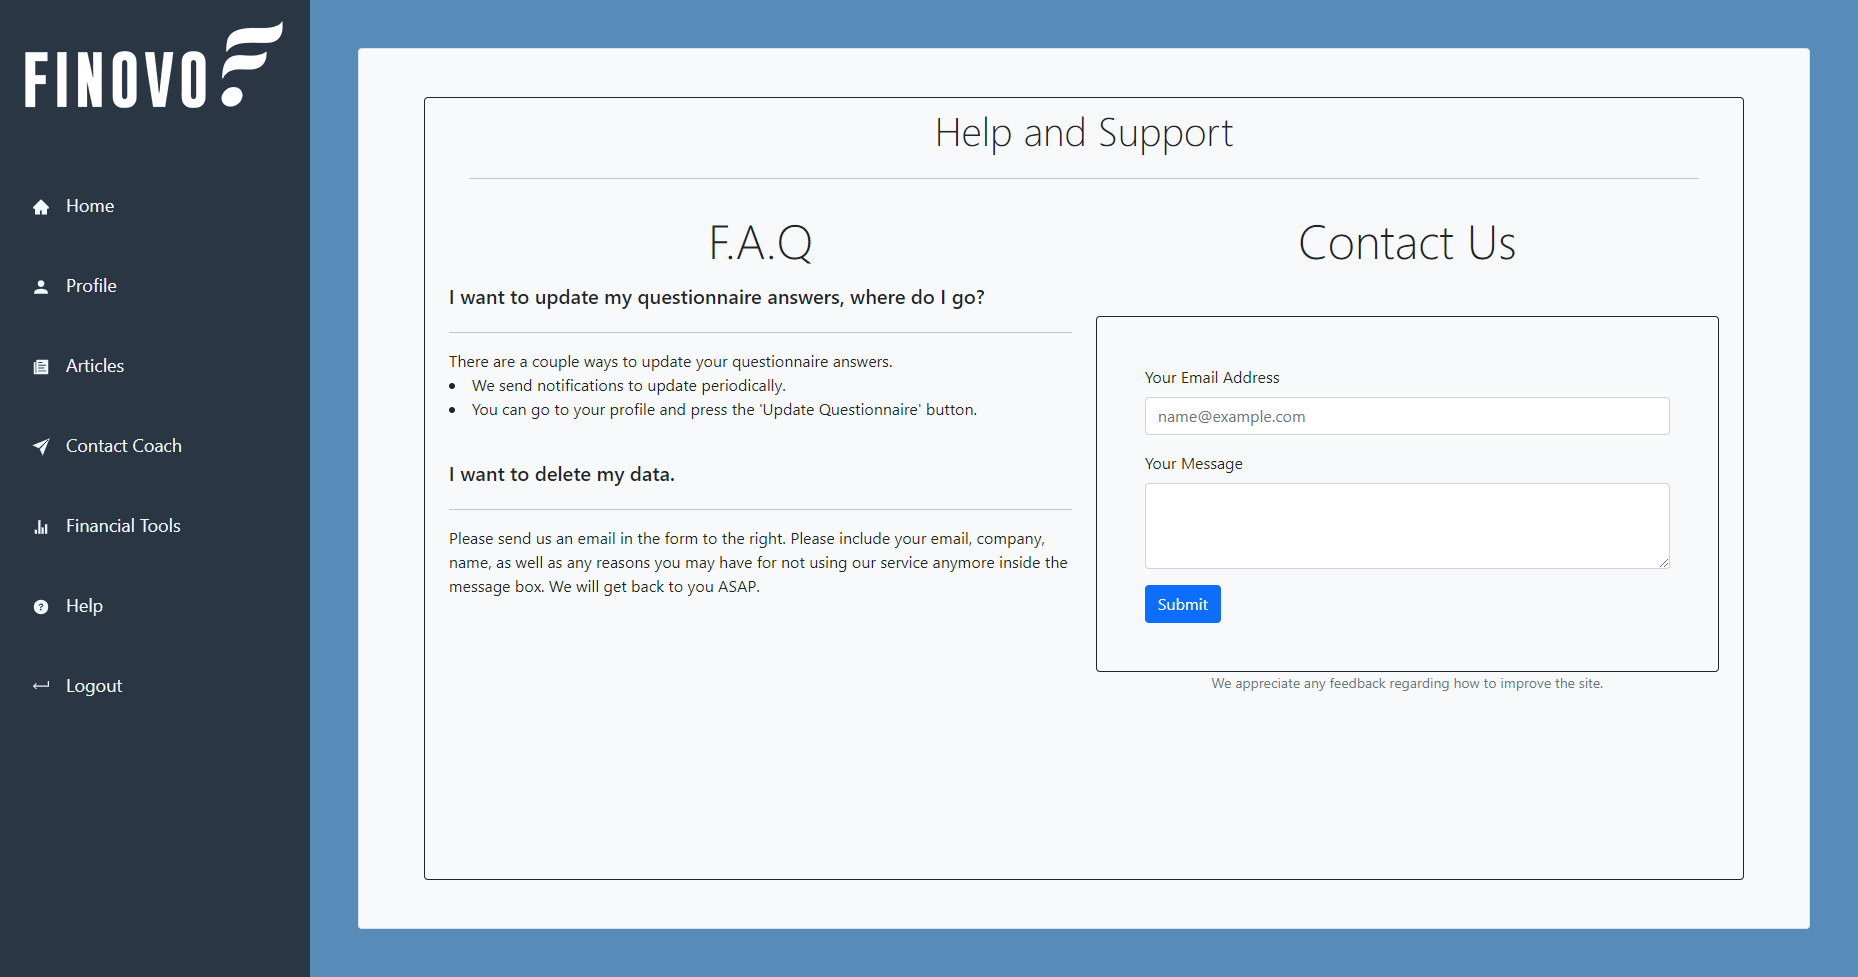 FINOVO
Home
Profile
Articles
Contact Coach
Financial Tools
Help
Logout
Help and Support
F.A.Q
I want to update my questionnaire answers, where do I go?
There are a couple ways to update your questionnaire answers.
• We send notifications to update periodically.
• You can go to your profile and press the 'Update Questionnaire' button.
I want to delete my data.
Please send us an email in the form to the right. Please include your email, company,
name, as well as any reasons you may have for not using our service anymore inside the
message box. We will get back to you ASAP.
Contact Us
Your Email Address
name@example.com
Your Message
Submit
We appreciate any feedback regarding how to improve the site.